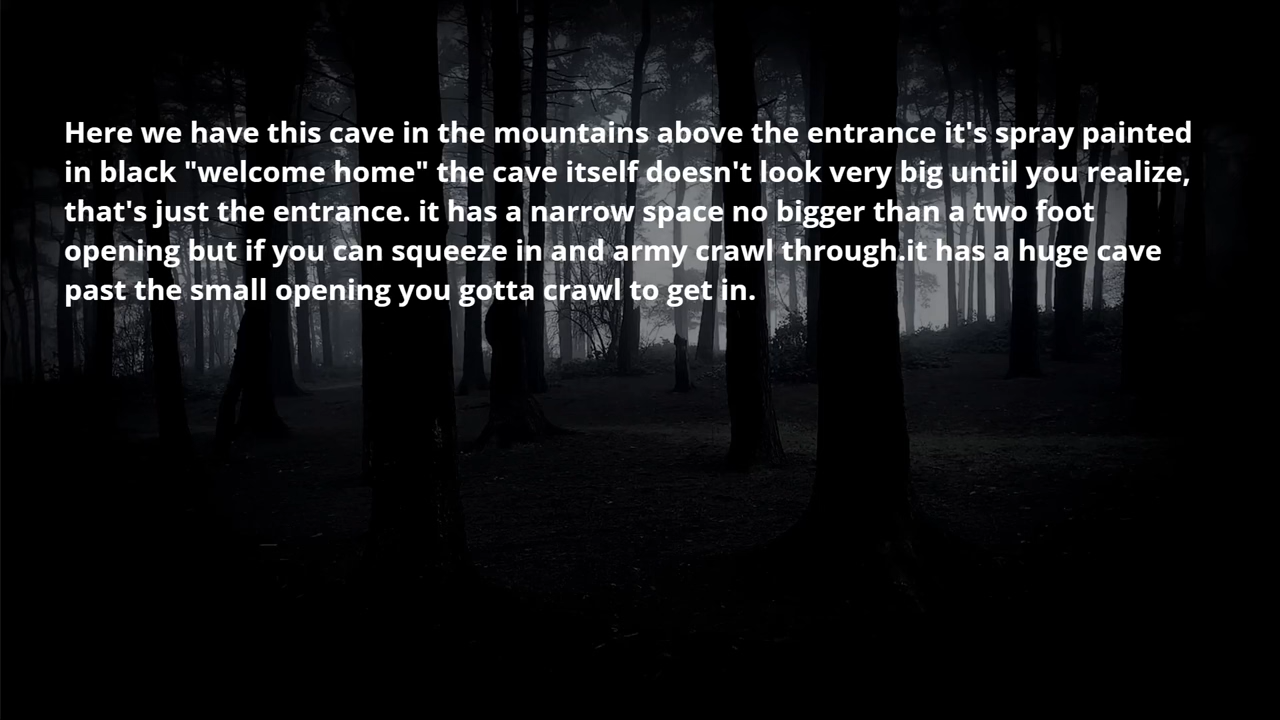 Here we have this cave in the mountains above the entrance it's spray painted
in black "welcome home" the cave itself doesn't look very big until you realize,
that's just the entrance. it has a narrow space no bigger than a two foot
opening but if you can squeeze in and army crawl through.it has a huge cave
past the small opening you gotta crawl to get in.